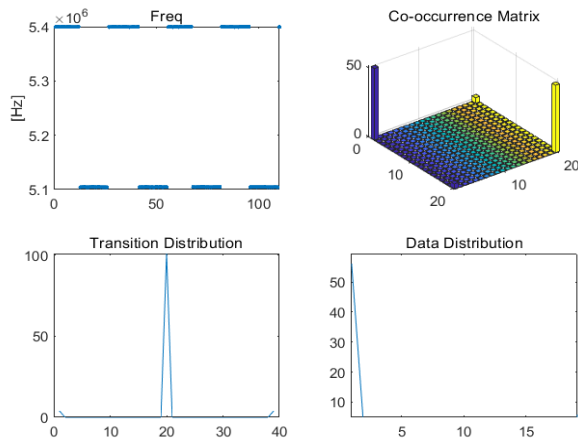 Freq
5.4 ×10^6
5.3
[Hz]
5.2
5.1
0 50 100
Co-occurrence Matrix
50
0
0
10
20
10
20
Transition Distribution
100
50
0
0 10 20 30 40
Data Distribution
50
40
30
20
10
5 10 15